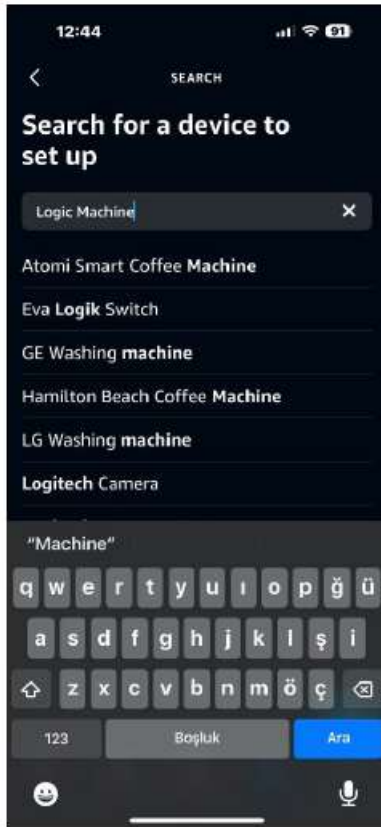 12:44
91
SEARCH
Search for a device to
set up
Logic Machine
Atomi Smart Coffee Machine
Eva Logik Switch
GE Washing machine
Hamilton Beach Coffee Machine
LG Washing machine
Logitech Camera
"Machine"
q w e r t y u ı o p ğ ü
a s d f g h j k l ş i
z x c v b n m ö ç
123 Boşluk Ara